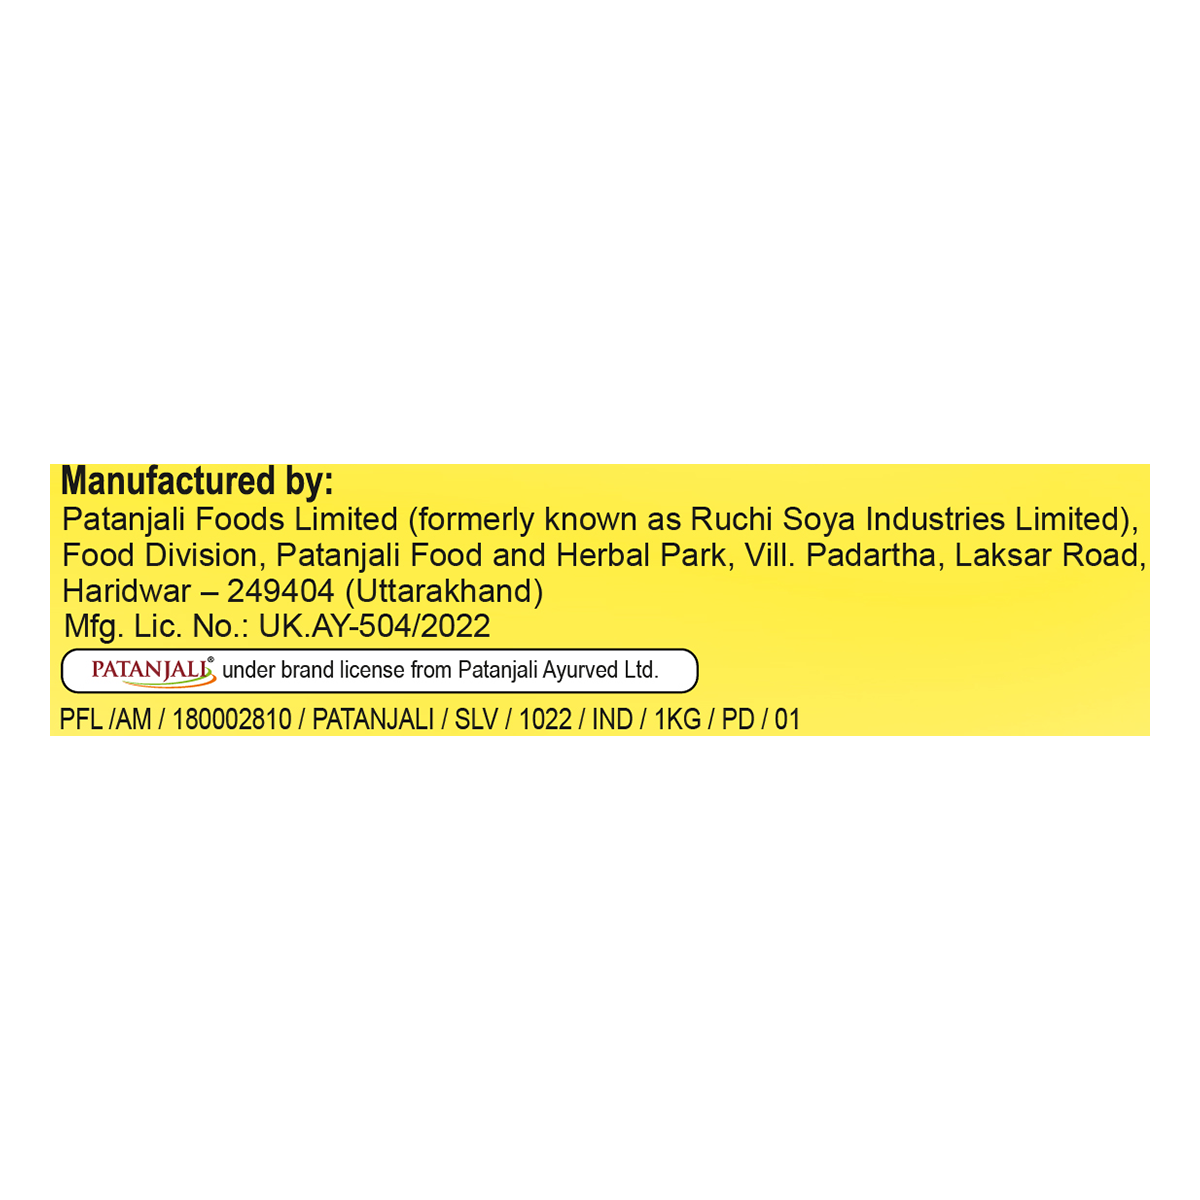 Manufactured by:
Patanjali Foods Limited (formerly known as Ruchi Soya Industries Limited),
Food Division, Patanjali Food and Herbal Park, Vill. Padartha, Laksar Road,
Haridwar – 249404 (Uttarakhand)
Mfg. Lic. No.: UK.AY-504/2022
PATANJALI® under brand license from Patanjali Ayurved Ltd.
PFL /AM / 180002810 / PATANJALI / SLV / 1022 / IND / 1KG / PD / 01